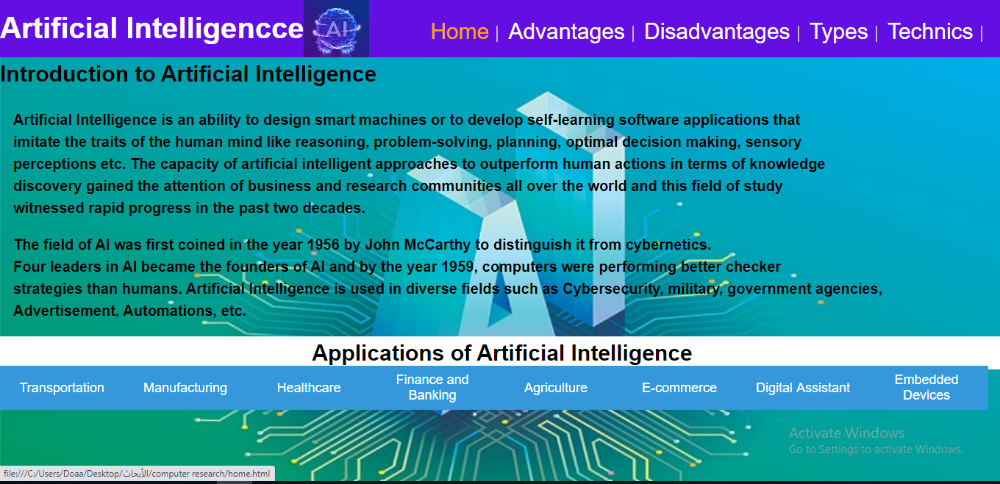 Artificial Intelligencce
AI
Home | Advantages | Disadvantages | Types | Technics |
Introduction to Artificial Intelligence
Artificial Intelligence is an ability to design smart machines or to develop self-learning software applications that
imitate the traits of the human mind like reasoning, problem-solving, planning, optimal decision making, sensory
perceptions etc. The capacity of artificial intelligent approaches to outperform human actions in terms of knowledge
discovery gained the attention of business and research communities all over the world and this field of study
witnessed rapid progress in the past two decades.
The field of AI was first coined in the year 1956 by John McCarthy to distinguish it from cybernetics.
Four leaders in AI became the founders of AI and by the year 1959, computers were performing better checker
strategies than humans. Artificial Intelligence is used in diverse fields such as Cybersecurity, military, government agencies,
Advertisement, Automations, etc.
AI
Applications of Artificial Intelligence
Transportation
Manufacturing
Healthcare
Finance and
Banking
Agriculture
E-commerce
Digital Assistant
Embedded
Devices
Activate Windows
Go to Settings to activate Windows.
file:///C:/Users/Doaa/Desktop/الأبحاث/computer research/home.html